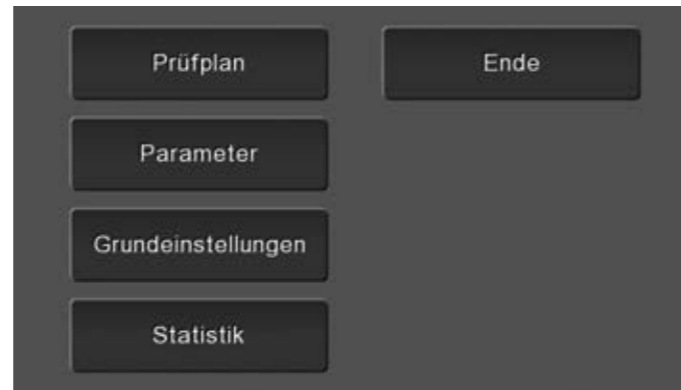 Prüfplan
Ende
Parameter
Grundeinstellungen
Statistik